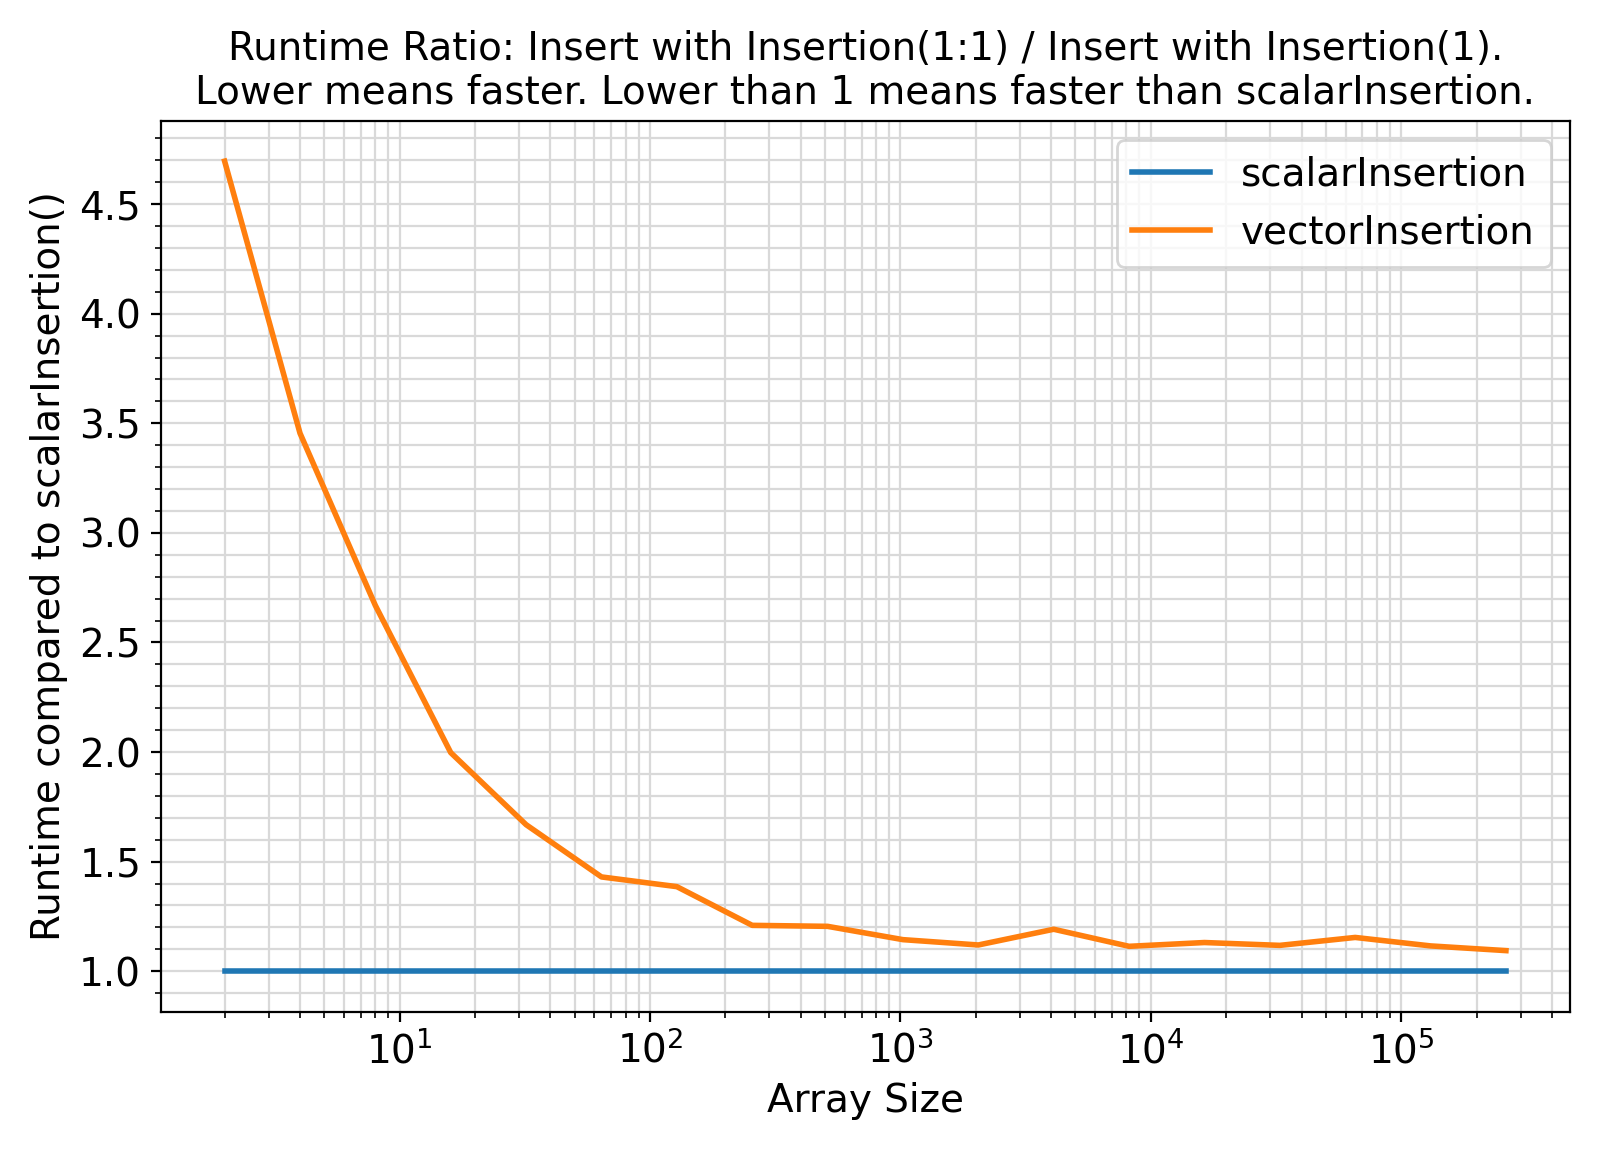 Runtime Ratio: Insert with Insertion(1:1) / Insert with Insertion(1).
Lower means faster. Lower than 1 means faster than scalarInsertion.
scalarInsertion
vectorInsertion
Runtime compared to scalarInsertion()
4.5
4.0
3.5
3.0
2.5
2.0
1.5
1.0
10¹ 10² 10³ 10⁴ 10⁵
Array Size